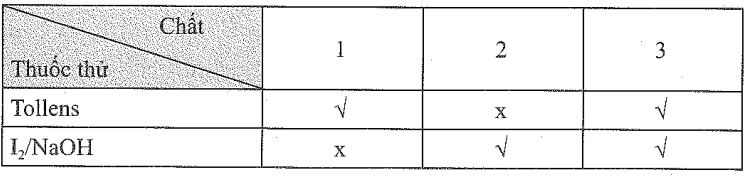 Chất
Thuốc thử
1 2 3
Tollens √ x √
I₂/NaOH x √ √